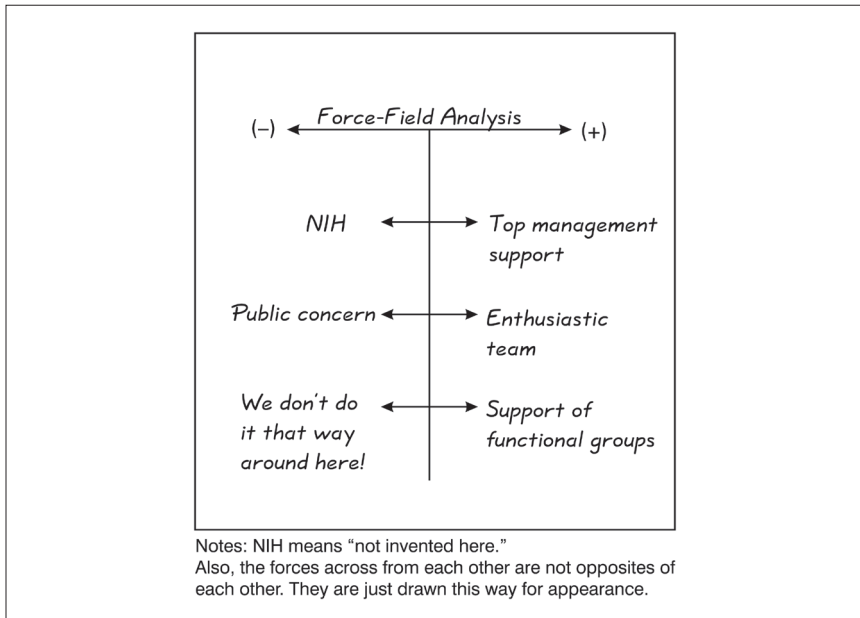 Force-Field Analysis
(–) (+)
NIH
Top management
support
Public concern
Enthusiastic
team
We don't do
it that way
around here!
Support of
functional groups
Notes: NIH means “not invented here.”
Also, the forces across from each other are not opposites of
each other. They are just drawn this way for appearance.